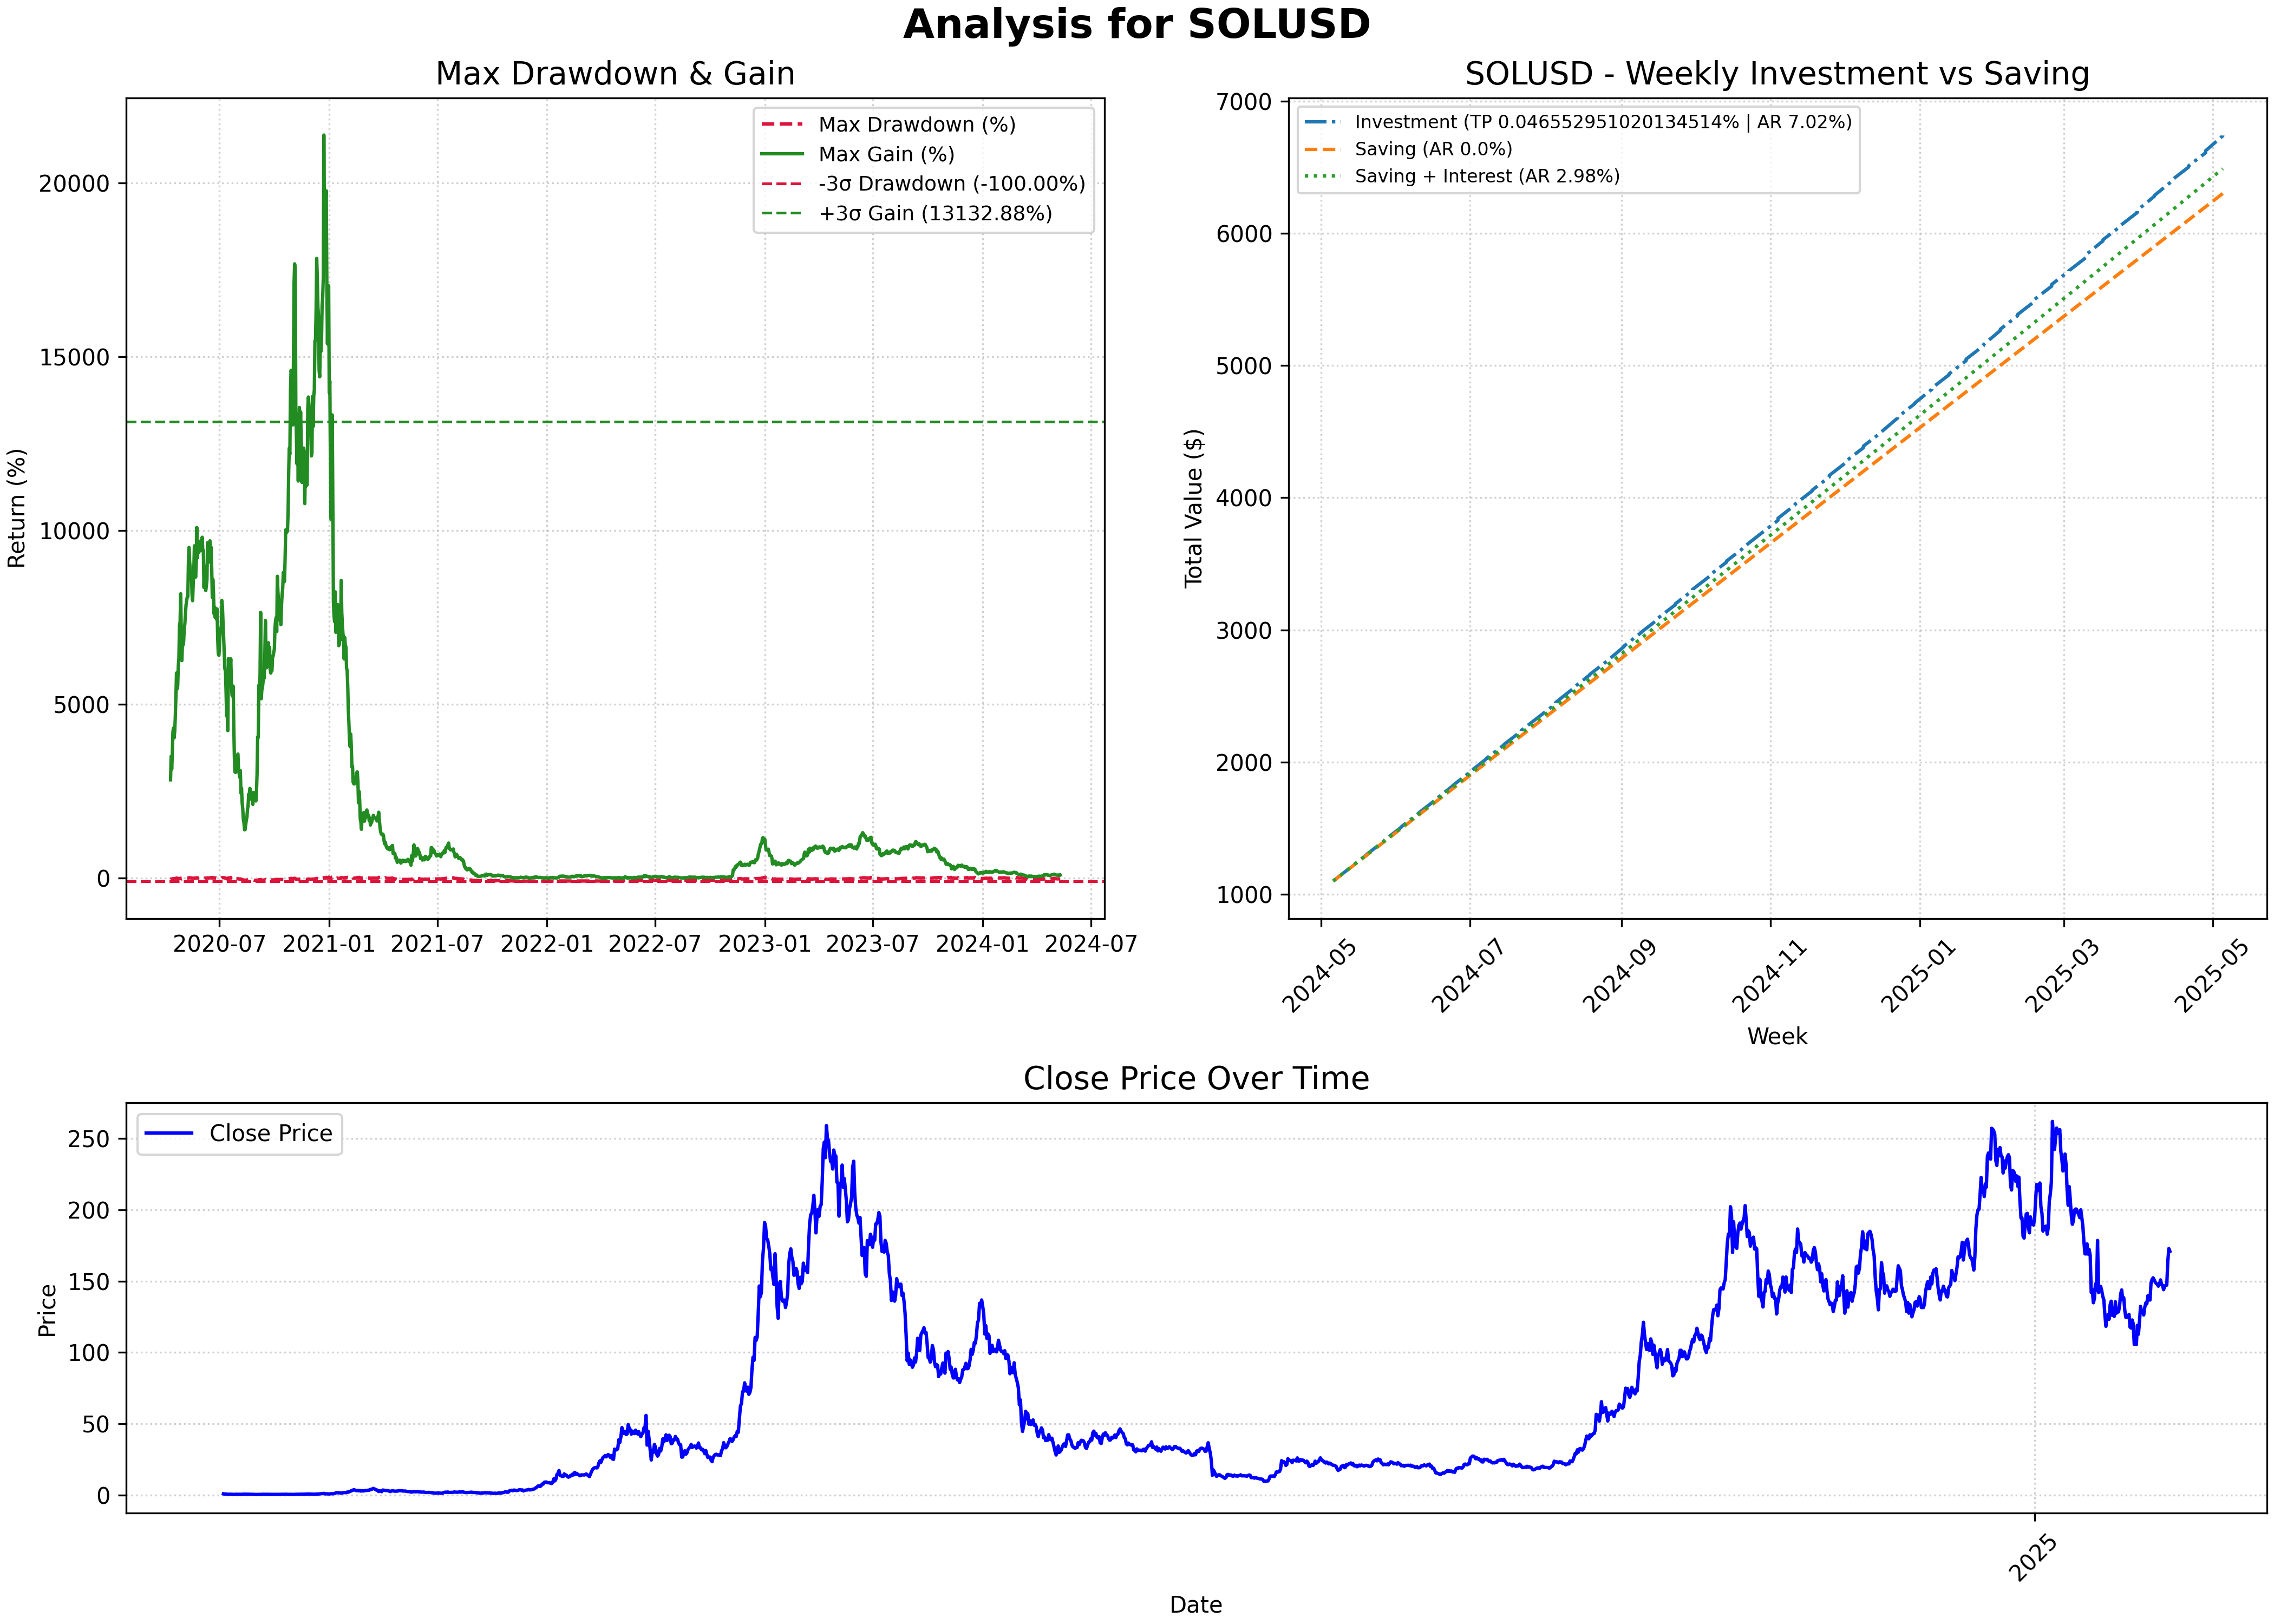 Analysis for SOLUSD
Max Drawdown & Gain
Return (%)
20000
15000
10000
5000
0
2020-07
2021-01
2021-07
2022-01
2022-07
2023-01
2023-07
2024-01
2024-07
Max Drawdown (%)
Max Gain (%)
-3σ Drawdown (-100.00%)
+3σ Gain (13132.88%)
SOLUSD - Weekly Investment vs Saving
Total Value ($)
7000
6000
5000
4000
3000
2000
1000
Investment (TP 0.046552951020134514% | AR 7.02%)
Saving (AR 0.0%)
Saving + Interest (AR 2.98%)
2024-05
2024-07
2024-09
2024-11
2025-01
2025-03
2025-05
Week
Close Price Over Time
Close Price
Price
250
200
150
100
50
0
2025
Date